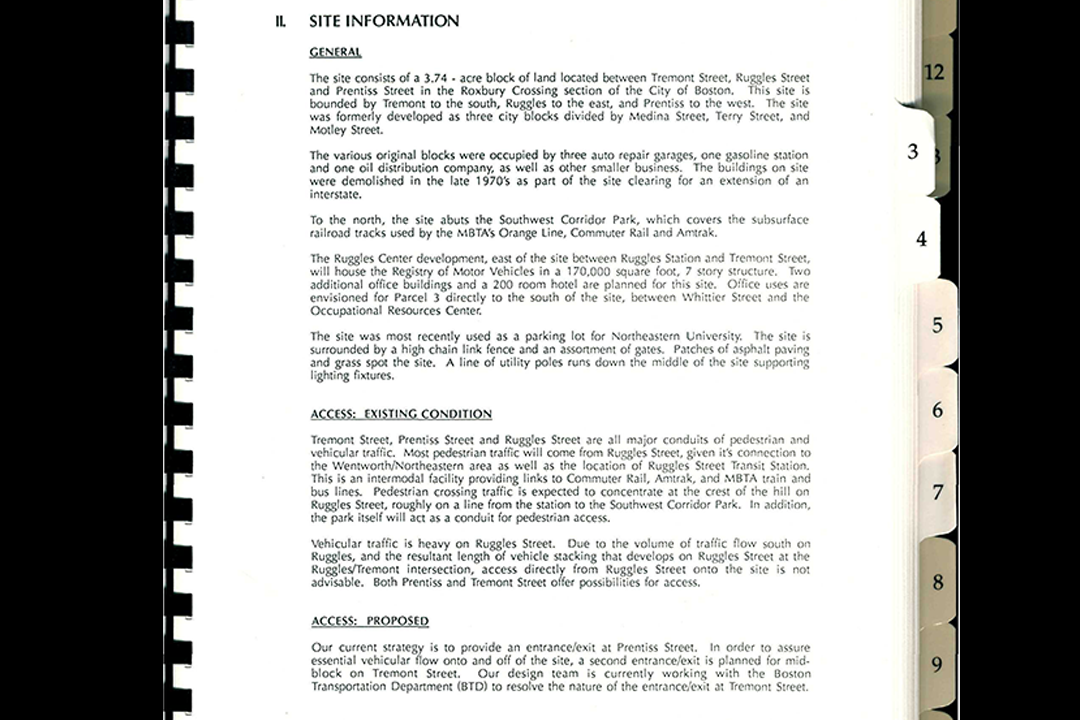 II. SITE INFORMATION
GENERAL
The site consists of a 3.74 - acre block of land located between Tremont Street, Ruggles Street
and Prentiss Street in the Roxbury Crossing section of the City of Boston. This site is
bounded by Tremont to the south, Ruggles to the east, and Prentiss to the west. The site
was formerly developed as three city blocks divided by Medina Street, Terry Street, and
Motley Street.
The various original blocks were occupied by three auto repair garages, one gasoline station
and one oil distribution company, as well as other smaller business. The buildings on site
were demolished in the late 1970's as part of the site clearing for an extension of an
interstate.
To the north, the site abuts the Southwest Corridor Park, which covers the subsurface
railroad tracks used by the MBTA's Orange Line, Commuter Rail and Amtrak.
The Ruggles Center development, east of the site between Ruggles Station and Tremont Street,
will house the Registry of Motor Vehicles in a 170,000 square foot, 7 story structure. Two
additional office buildings and a 200 room hotel are planned for this site. Office uses are
envisioned for Parcel 3 directly to the south of the site, between Whittier Street and the
Occupational Resources Center.
The site was most recently used as a parking lot for Northeastern University. The site is
surrounded by a high chain link fence and an assortment of gates. Patches of asphalt paving
and grass spot the site. A line of utility poles runs down the middle of the site supporting
lighting fixtures.
ACCESS: EXISTING CONDITION
Tremont Street, Prentiss Street and Ruggles Street are all major conduits of pedestrian and
vehicular traffic. Most pedestrian traffic will come from Ruggles Street, given it's connection to
the Wentworth/Northeastern area as well as the location of Ruggles Street Transit Station.
This is an intermodal facility providing links to Commuter Rail, Amtrak, and MBTA train and
bus lines. Pedestrian crossing traffic is expected to concentrate at the crest of the hill on
Ruggles Street, roughly on a line from the station to the Southwest Corridor Park. In addition,
the park itself will act as a conduit for pedestrian access.
Vehicular traffic is heavy on Ruggles Street. Due to the volume of traffic flow south on
Ruggles, and the resultant length of vehicle stacking that develops on Ruggles Street at the
Ruggles/Tremont intersection, access directly from Ruggles Street onto the site is not
advisable. Both Prentiss and Tremont Street offer possibilities for access.
ACCESS: PROPOSED
Our current strategy is to provide an entrance/exit at Prentiss Street. In order to assure
essential vehicular flow onto and off of the site, a second entrance/exit is planned for mid-
block on Tremont Street. Our design team is currently working with the Boston
Transportation Department (BTD) to resolve the nature of the entrance/exit at Tremont Street.
12
3
4
5
6
7
8
9